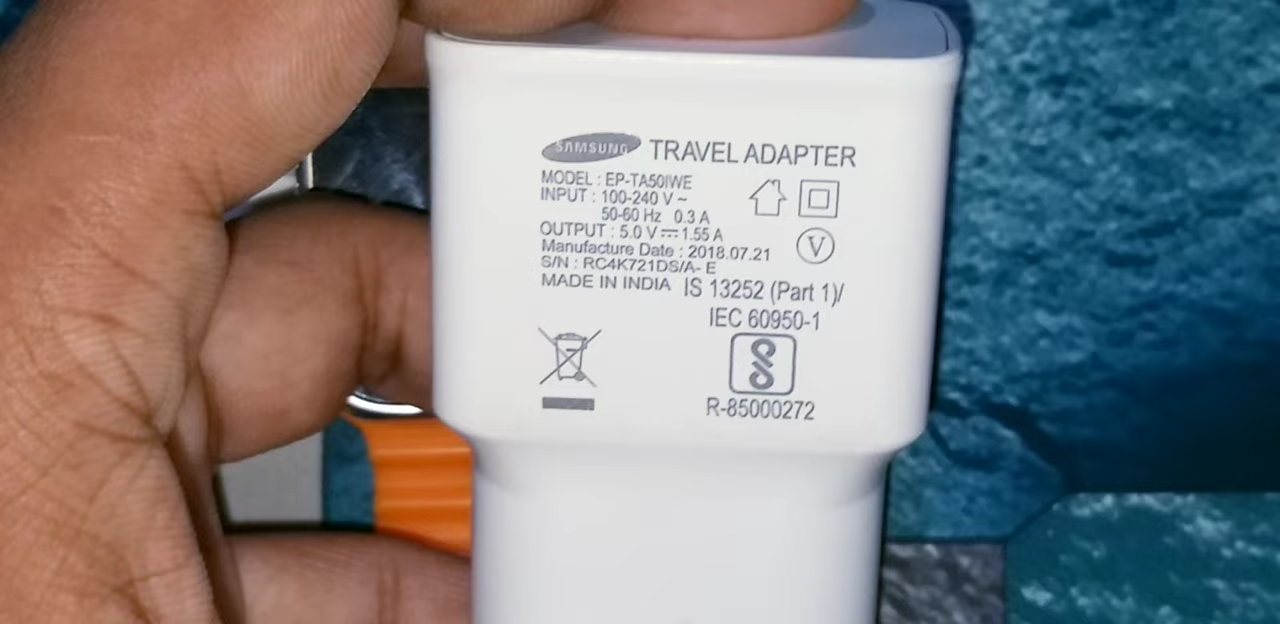 SAMSUNG TRAVEL ADAPTER
MODEL : EP-TA50IWE
INPUT : 100-240 V ~
50-60 Hz 0.3 A
OUTPUT : 5.0 V ⎓ 1.55 A
V
Manufacture Date : 2018.07.21
S/N : RC4K721DS/A- E
MADE IN INDIA IS 13252 (Part 1)/
IEC 60950-1
R-85000272